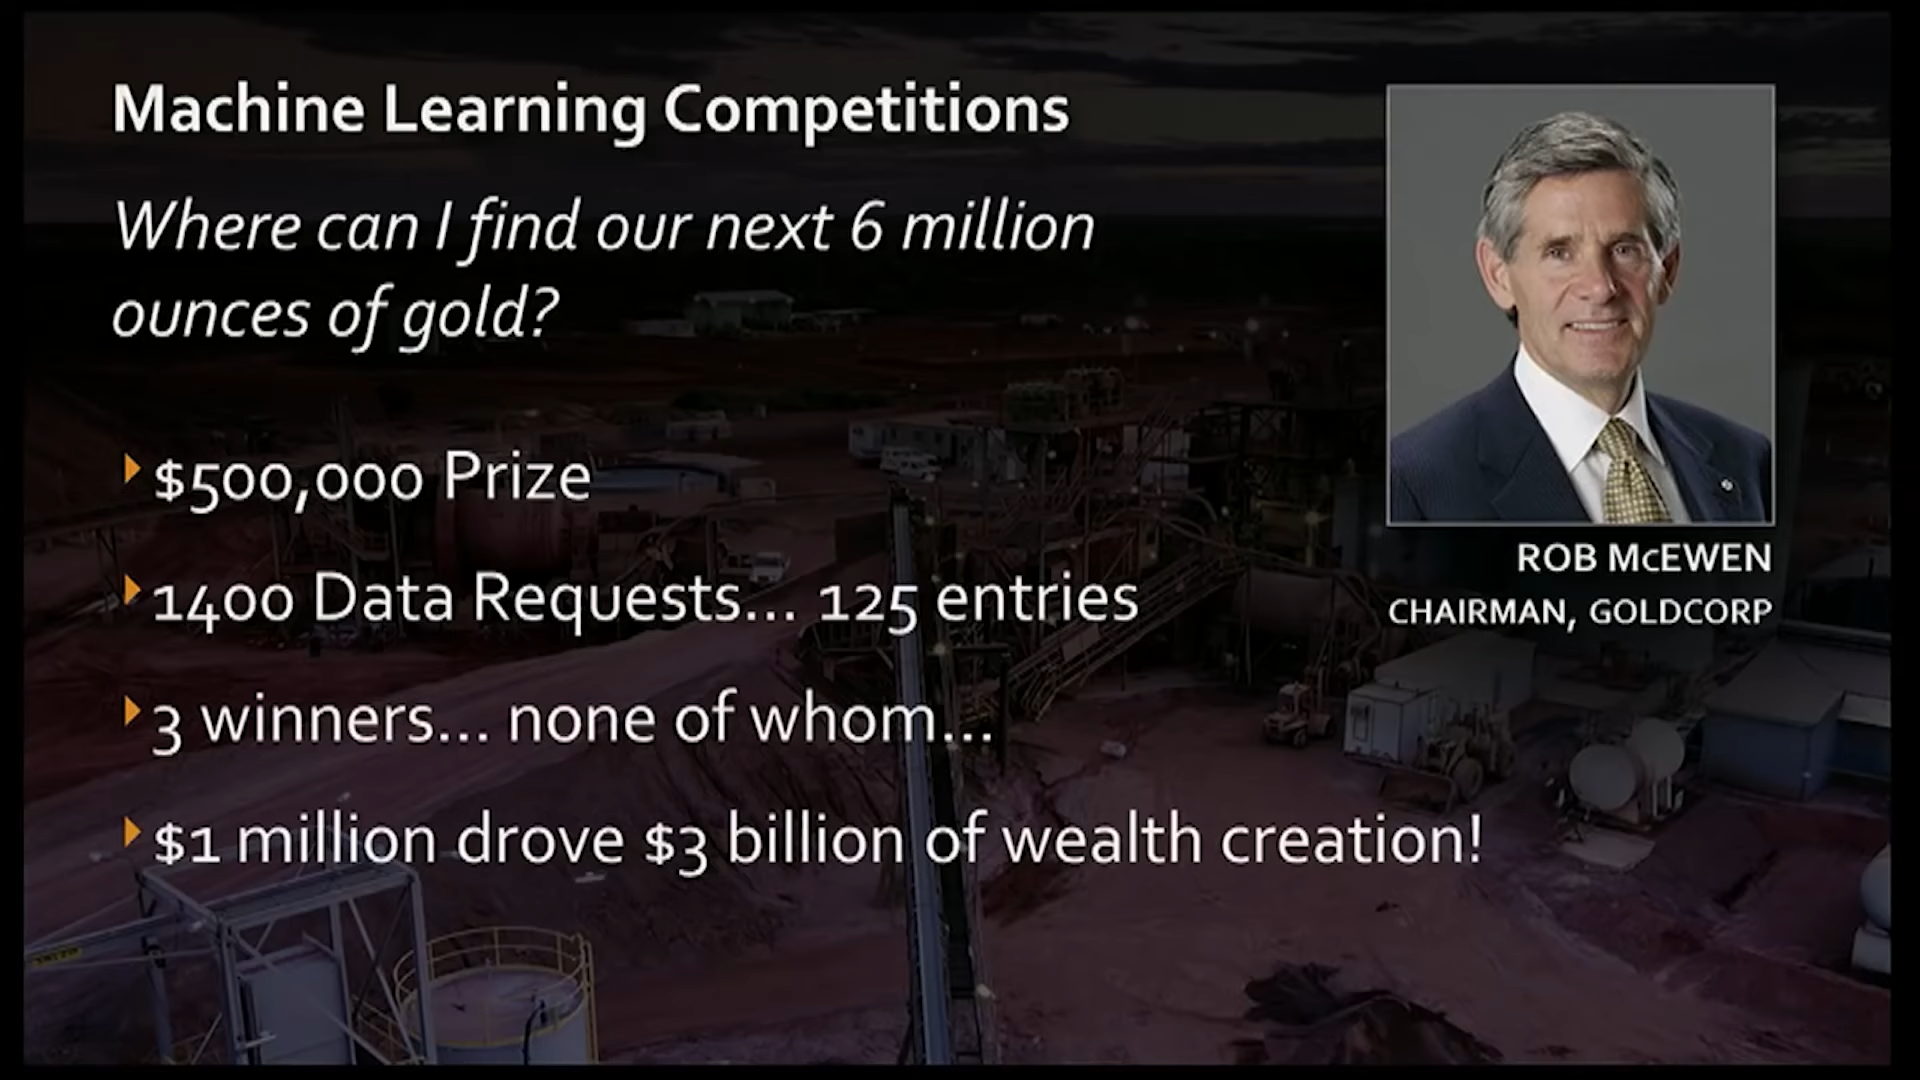 Machine Learning Competitions
Where can I find our next 6 million
ounces of gold?
$500,000 Prize
1400 Data Requests... 125 entries
3 winners... none of whom...
$1 million drove $3 billion of wealth creation!
ROB McEWEN
CHAIRMAN, GOLDCORP